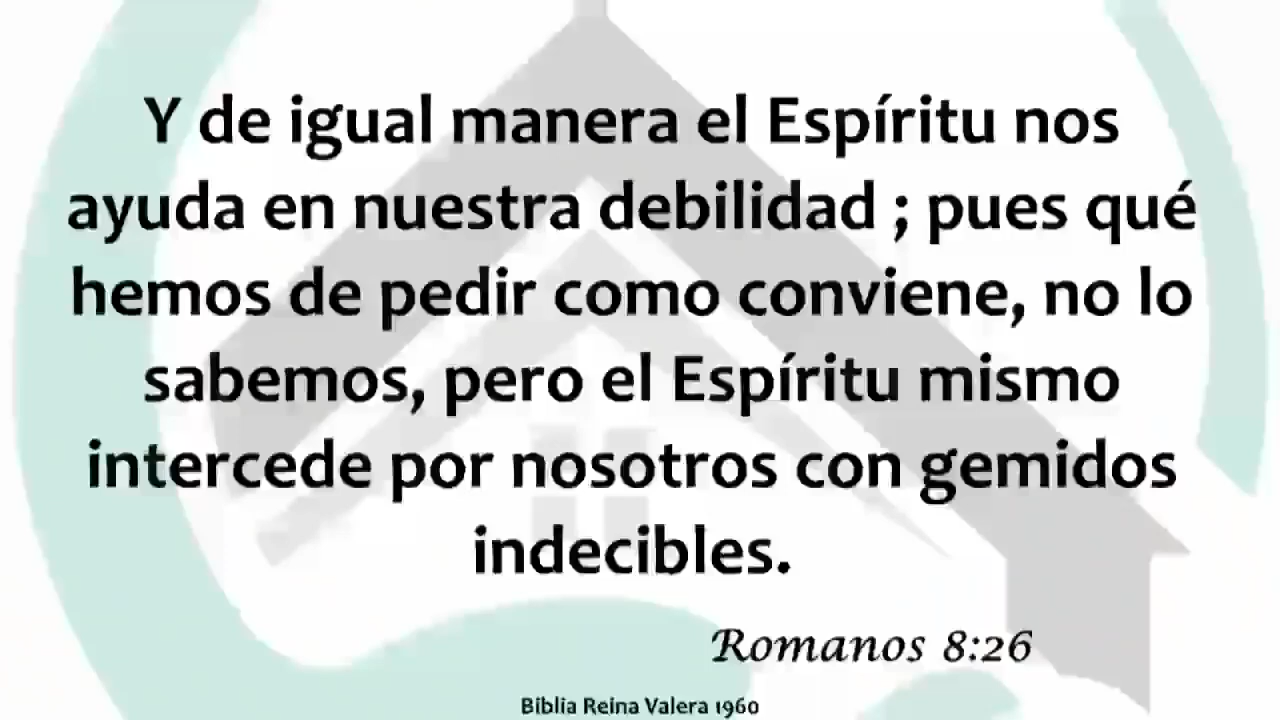 Y de igual manera el Espíritu nos
ayuda en nuestra debilidad ; pues qué
hemos de pedir como conviene, no lo
sabemos, pero el Espíritu mismo
intercede por nosotros con gemidos
indecibles.
Romanos 8:26
Biblia Reina Valera 1960